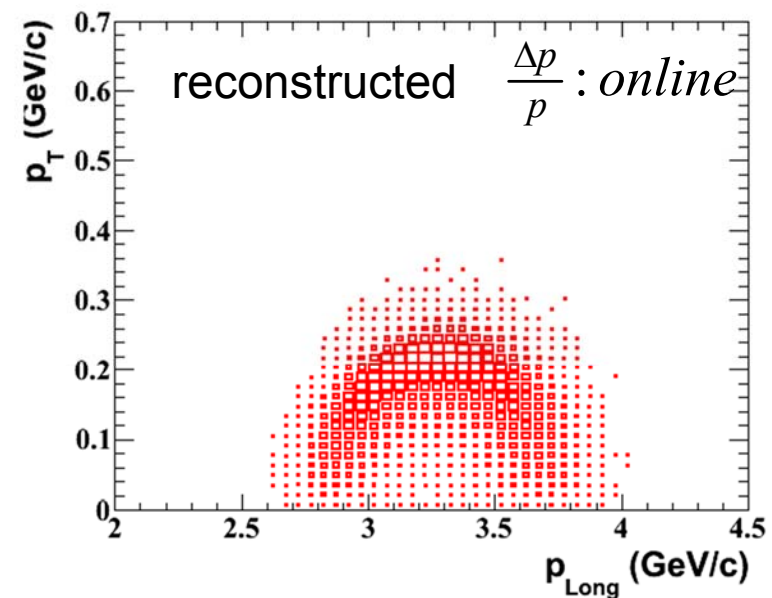 0.7
0.6
0.5
0.4
0.3
0.2
0.1
0
p_T (GeV/c)
reconstructed Δp/p : online
2 2.5 3 3.5 4 4.5
p_Long (GeV/c)